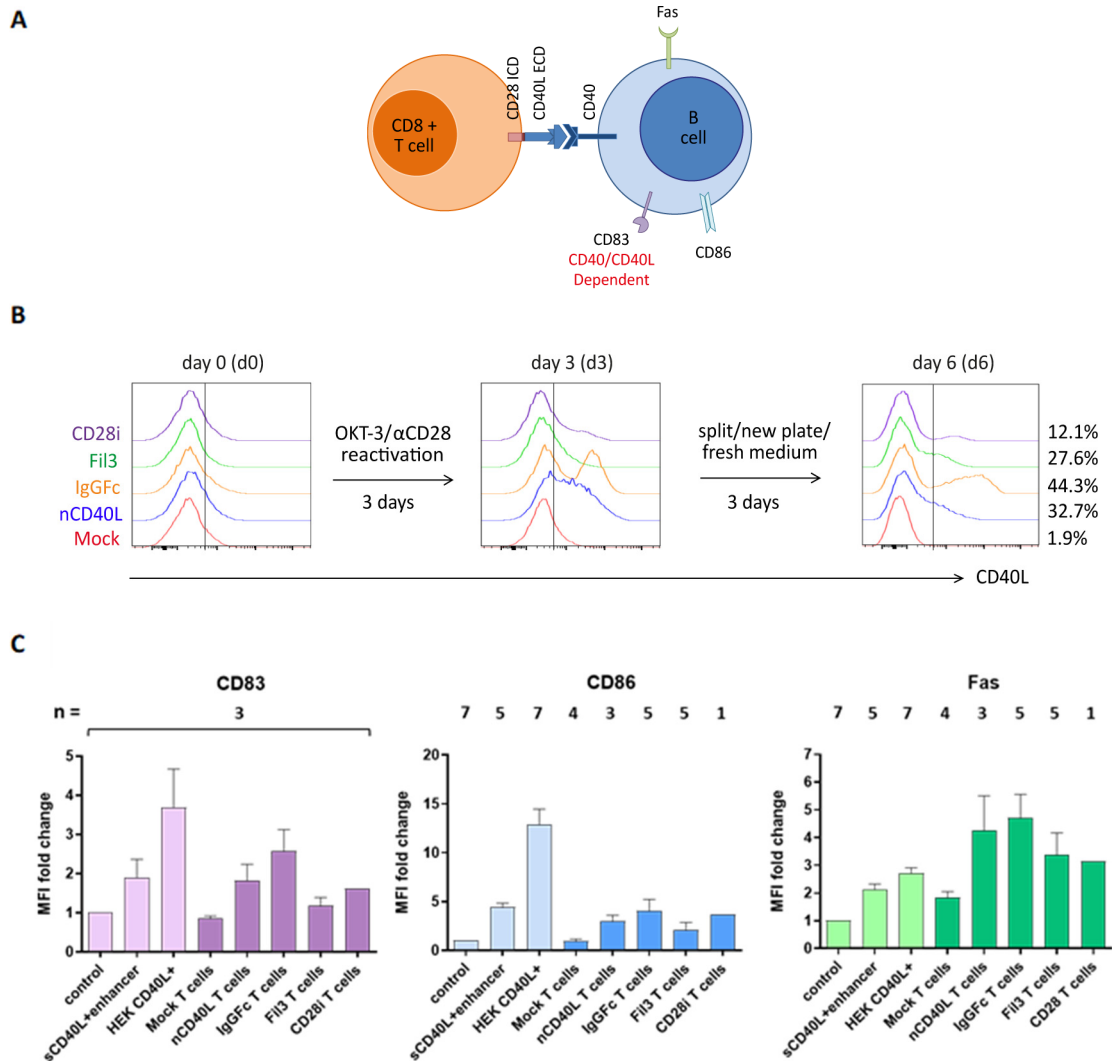 A
Fas
CD28 ICD
CD40L ECD
CD40
CD8 +
T cell
B
cell
CD83
CD40/CD40L
Dependent
CD86
B
day 0 (d0)
day 3 (d3)
day 6 (d6)
CD28i
Fil3
IgGFc
nCD40L
Mock
OKT-3/αCD28
reactivation
3 days
split/new plate/
fresh medium
3 days
12.1%
27.6%
44.3%
32.7%
1.9%
CD40L
C
CD83
n =
3
MFI fold change
5
4
3
2
1
0
control
sCD40L+enhancer
HEK CD40L+
Mock T cells
nCD40L T cells
IgGFc T cells
Fil3 T cells
CD28i T cells
CD86
7 5 7 4 3 5 5 1
MFI fold change
20
15
10
5
0
control
sCD40L+enhancer
HEK CD40L+
Mock T cells
nCD40L T cells
IgGFc T cells
Fil3 T cells
CD28i T cells
Fas
7 5 7 4 3 5 5 1
MFI fold change
7
6
5
4
3
2
1
0
control
sCD40L+enhancer
HEK CD40L+
Mock T cells
nCD40L T cells
IgGFc T cells
Fil3 T cells
CD28 T cells